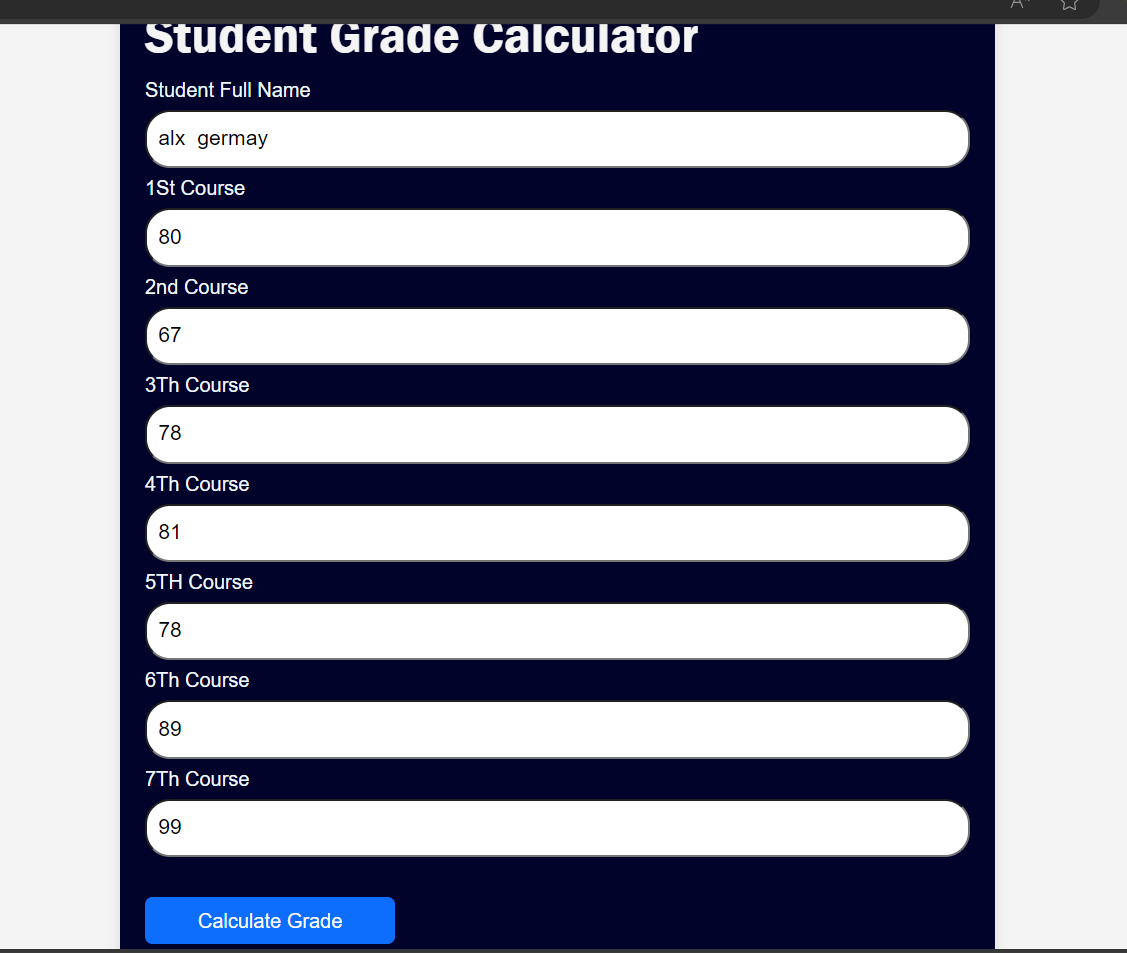 Student Grade Calculator
Student Full Name
alx  germay
1St Course
80
2nd Course
67
3Th Course
78
4Th Course
81
5TH Course
78
6Th Course
89
7Th Course
99
Calculate Grade